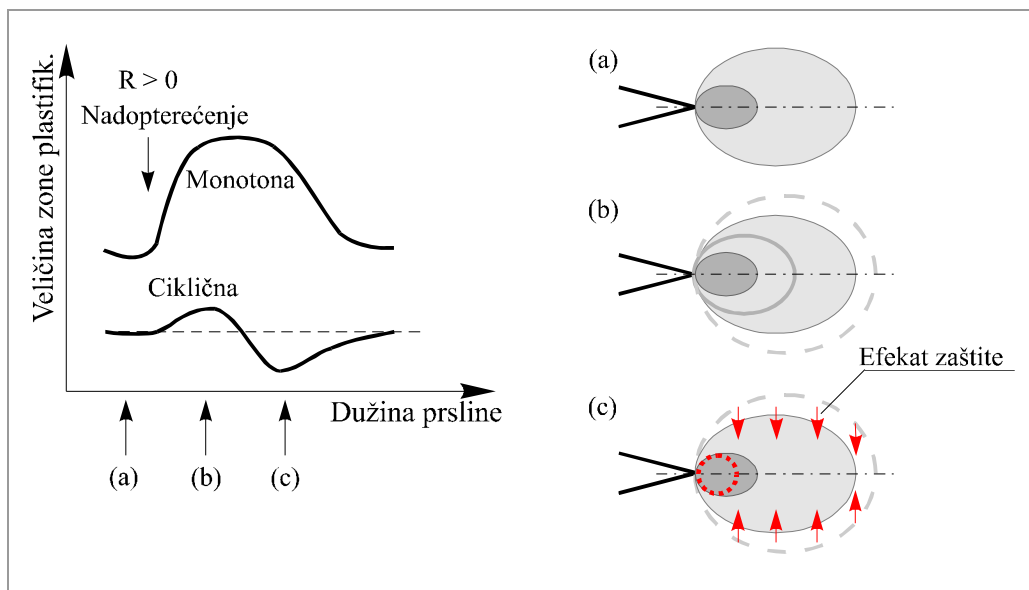 Veličina zone plastifik.
R > 0
Nadopterećenje
Monotona
Ciklična
Dužina prsline
(a)
(b)
(c)
(a)
(b)
Efekat zaštite
(c)